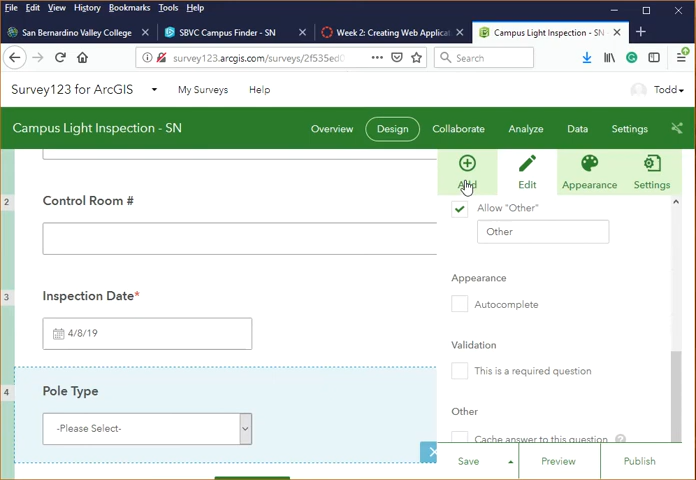 File Edit View History Bookmarks Tools Help
San Bernardino Valley College
SBVC Campus Finder - SN
Week 2: Creating Web Applicat
Campus Light Inspection - SN
survey123.arcgis.com/surveys/2f535ed0
Search
Survey123 for ArcGIS My Surveys Help Todd
Campus Light Inspection - SN Overview Design Collaborate Analyze Data Settings
Add Edit Appearance Settings
2 Control Room #
3 Inspection Date*
4/8/19
4 Pole Type
-Please Select-
Allow "Other"
Other
Appearance
Autocomplete
Validation
This is a required question
Other
Cache answer to this question ?
Save Preview Publish